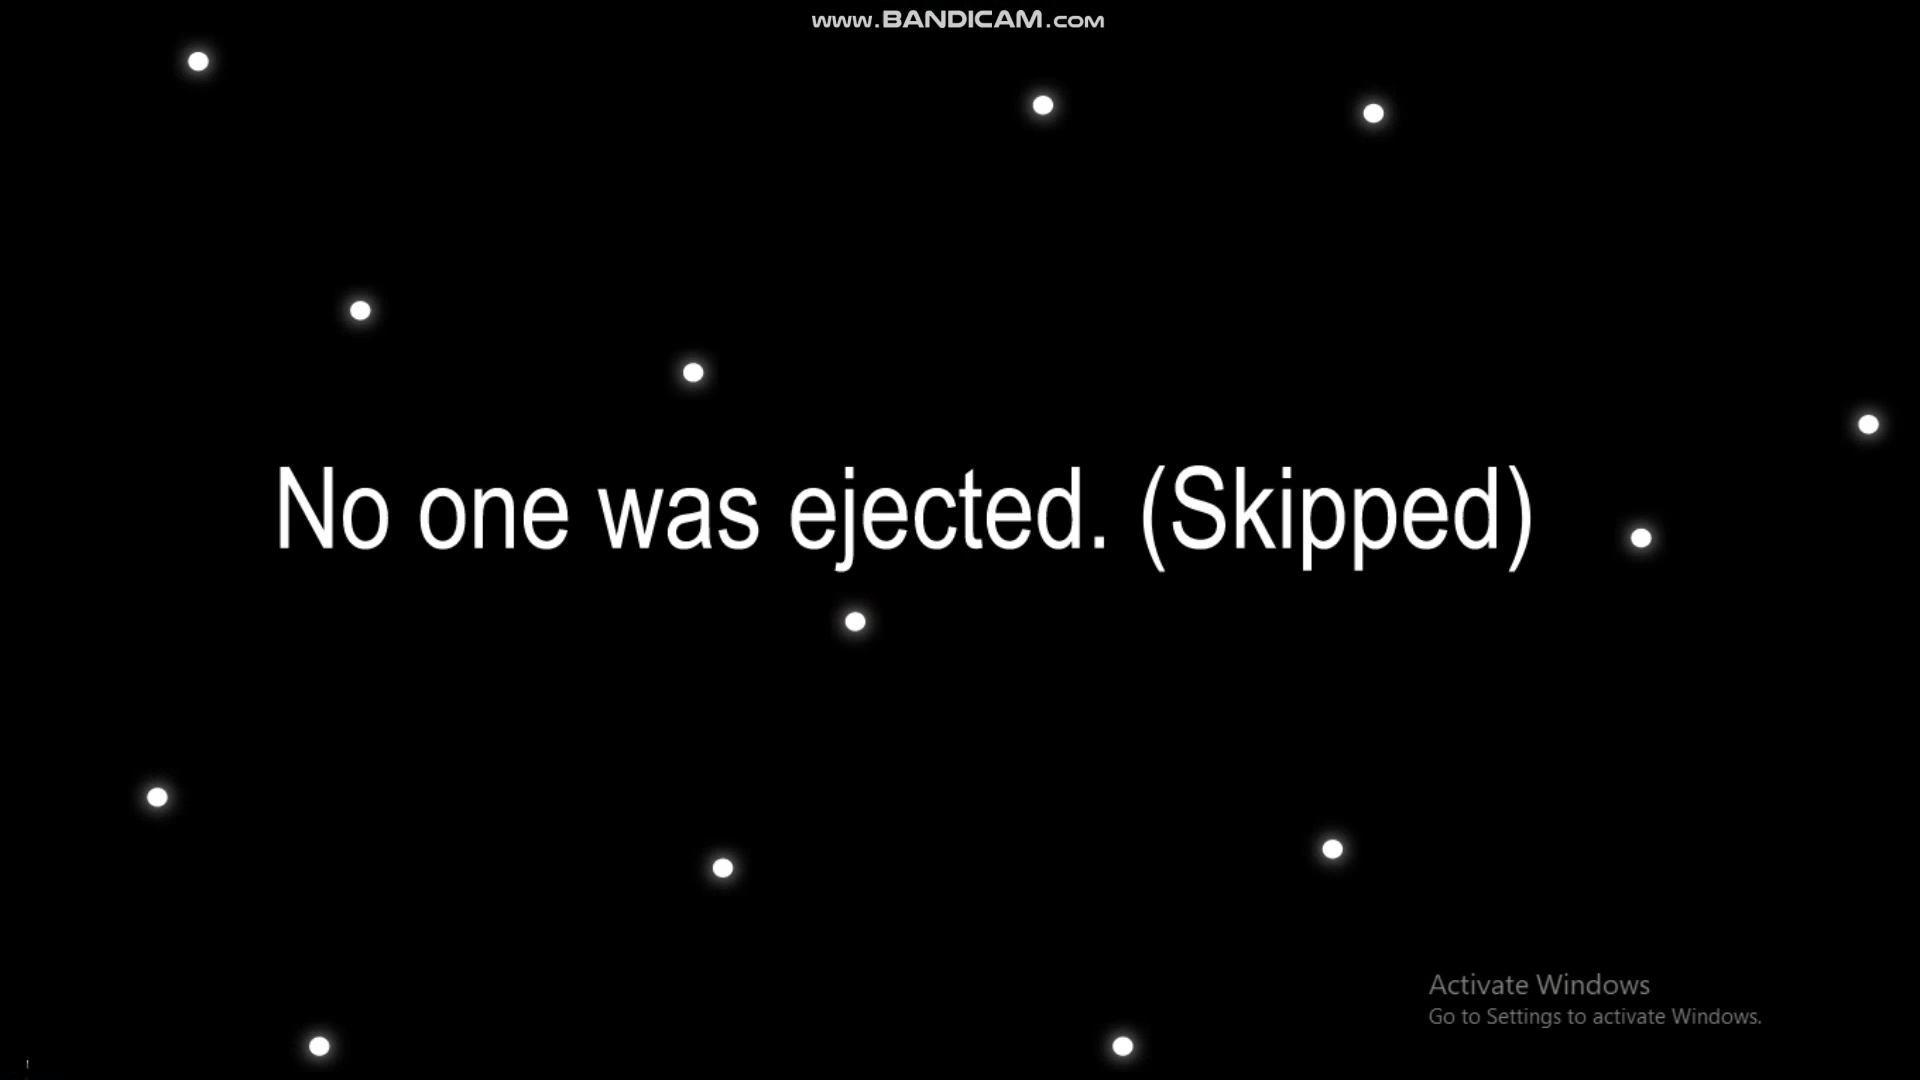 www.BANDICAM.com
No one was ejected. (Skipped)
Activate Windows
Go to Settings to activate Windows.